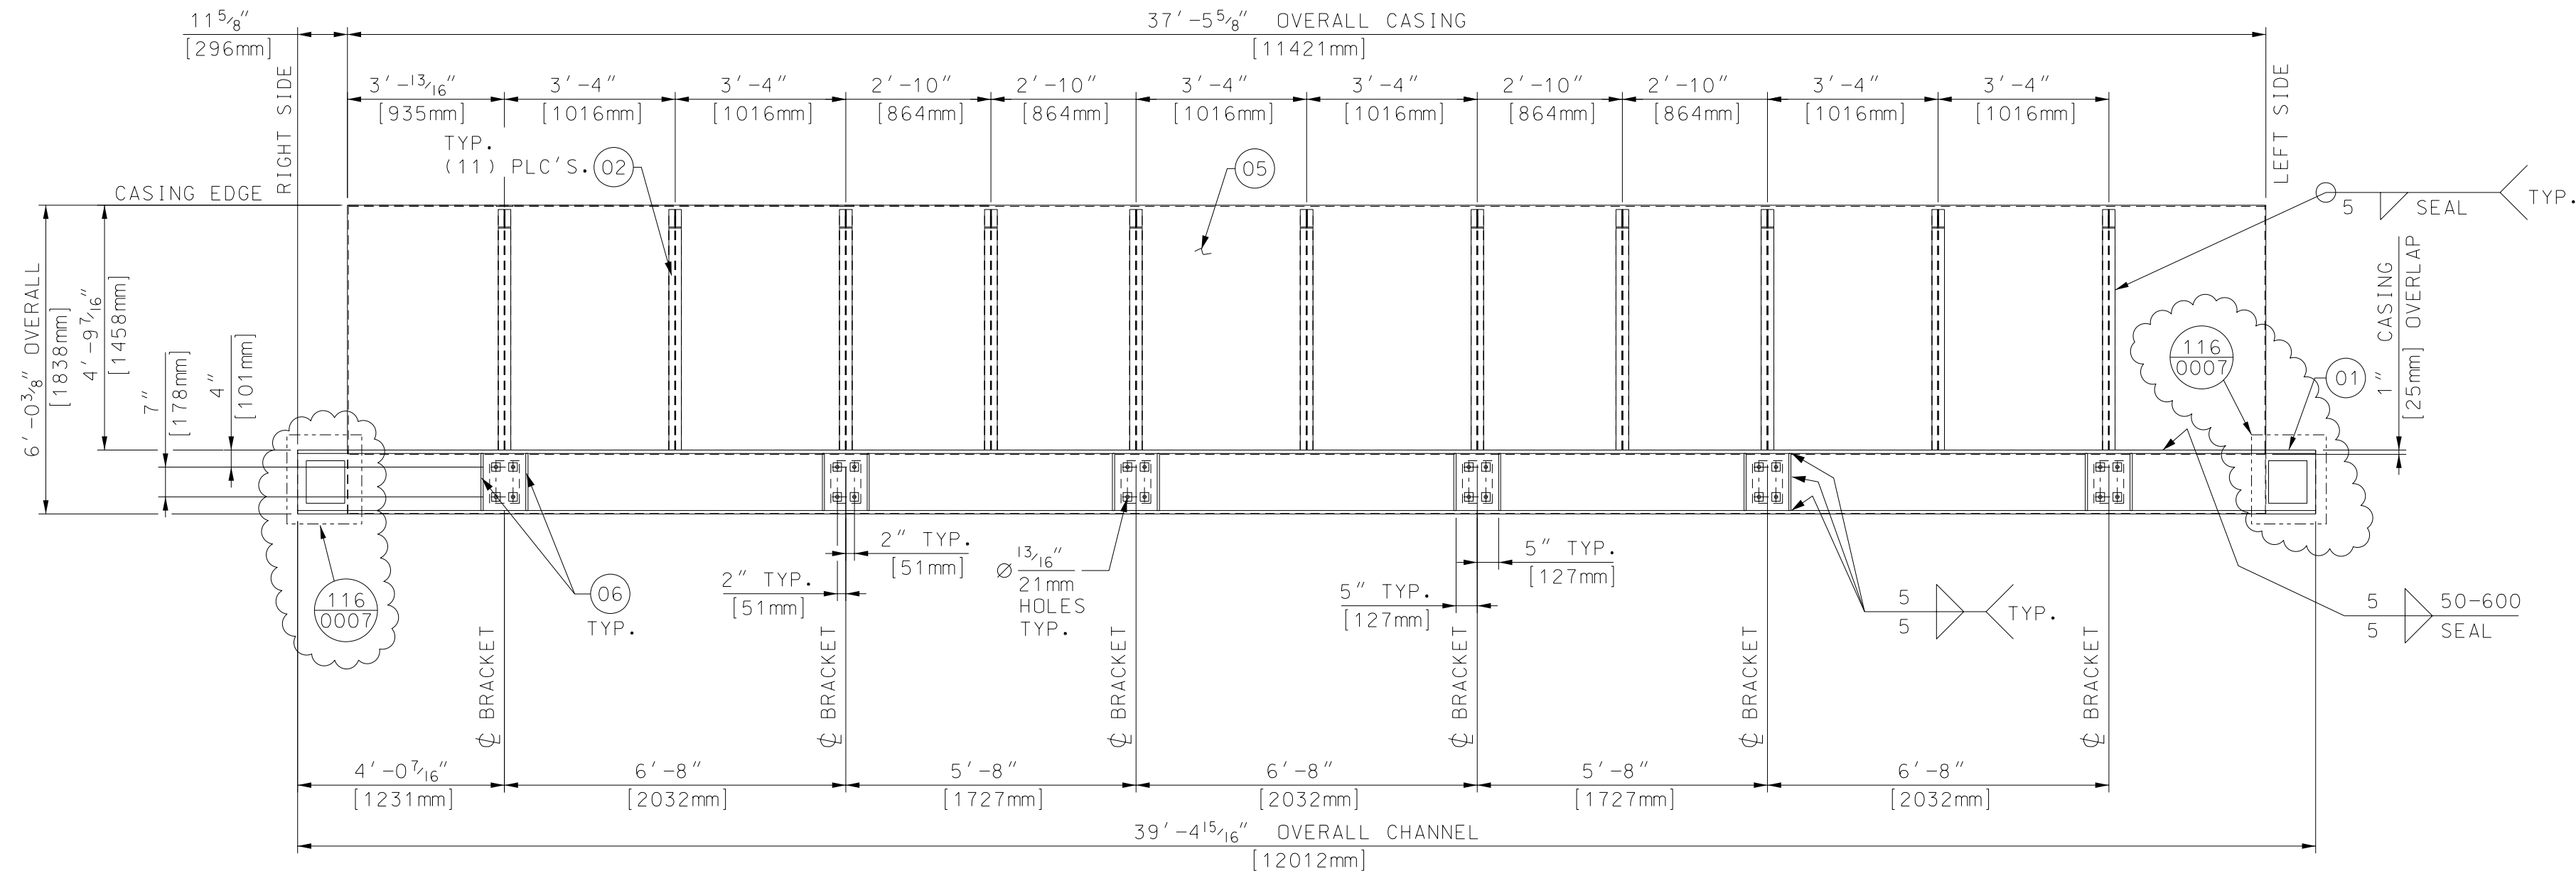 11 5/8" 37'-5 5/8" OVERALL CASING
[296mm] [11421mm]
3'-13/16" 3'-4" 3'-4" 2'-10" 2'-10" 3'-4" 3'-4" 2'-10" 2'-10" 3'-4" 3'-4"
[935mm] [1016mm] [1016mm] [864mm] [864mm] [1016mm] [1016mm] [864mm] [864mm] [1016mm] [1016mm]
RIGHT SIDE
LEFT SIDE
TYP.
(11) PLC'S. 02
05
CASING EDGE
5 SEAL TYP.
6'-0 3/8" OVERALL
[1838mm]
4'-9 7/16"
[1458mm]
7"
[178mm]
4"
[101mm]
1" CASING
[25mm] OVERLAP
116
0007
01
2" TYP.
[51mm]
2" TYP.
[51mm]
Ø 13/16"
21mm
HOLES
TYP.
5" TYP.
[127mm]
5" TYP.
[127mm]
06
TYP.
116
0007
5
5
TYP.
5 50-600
5 SEAL
℄ BRACKET
℄ BRACKET
℄ BRACKET
℄ BRACKET
℄ BRACKET
℄ BRACKET
4'-0 7/16" 6'-8" 5'-8" 6'-8" 5'-8" 6'-8"
[1231mm] [2032mm] [1727mm] [2032mm] [1727mm] [2032mm]
39'-4 15/16" OVERALL CHANNEL
[12012mm]